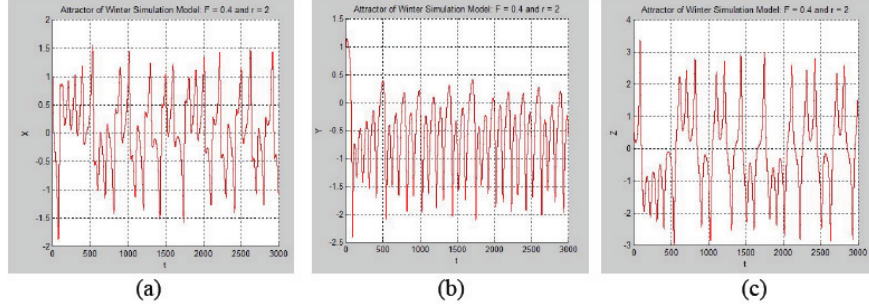 Attractor of Winter Simulation Model: F = 0.4 and r = 2
2
1.5
1
0.5
0
-0.5
-1
-1.5
-2
X
0 500 1000 1500 2000 2500 3000
t
(a)
Attractor of Winter Simulation Model: F = 0.4 and r = 2
1.5
1
0.5
0
-0.5
-1
-1.5
-2
-2.5
Y
0 500 1000 1500 2000 2500 3000
t
(b)
Attractor of Winter Simulation Model: F = 0.4 and r = 2
4
3
2
1
0
-1
-2
-3
Z
0 500 1000 1500 2000 2500 3000
t
(c)